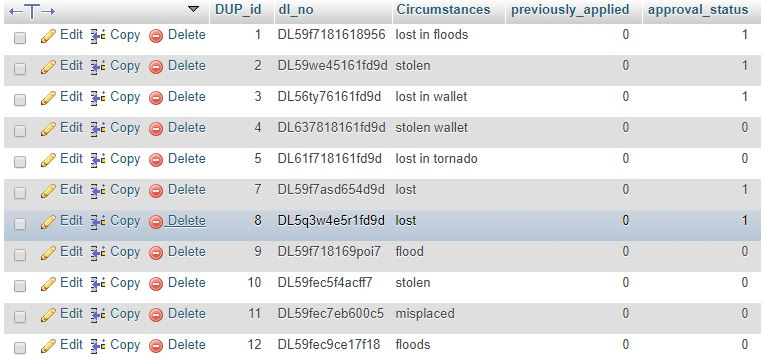 DUP_id dl_no Circumstances previously_applied approval_status
Edit Copy Delete 1 DL59f7181618956 lost in floods 0 1
Edit Copy Delete 2 DL59we45161fd9d stolen 0 1
Edit Copy Delete 3 DL56ty76161fd9d lost in wallet 0 1
Edit Copy Delete 4 DL637818161fd9d stolen wallet 0 0
Edit Copy Delete 5 DL61f718161fd9d lost in tornado 0 0
Edit Copy Delete 7 DL59f7asd654d9d lost 0 1
Edit Copy Delete 8 DL5q3w4e5r1fd9d lost 0 1
Edit Copy Delete 9 DL59f718169poi7 flood 0 0
Edit Copy Delete 10 DL59fec5f4acff7 stolen 0 0
Edit Copy Delete 11 DL59fec7eb600c5 misplaced 0 0
Edit Copy Delete 12 DL59fec9ce17f18 floods 0 0